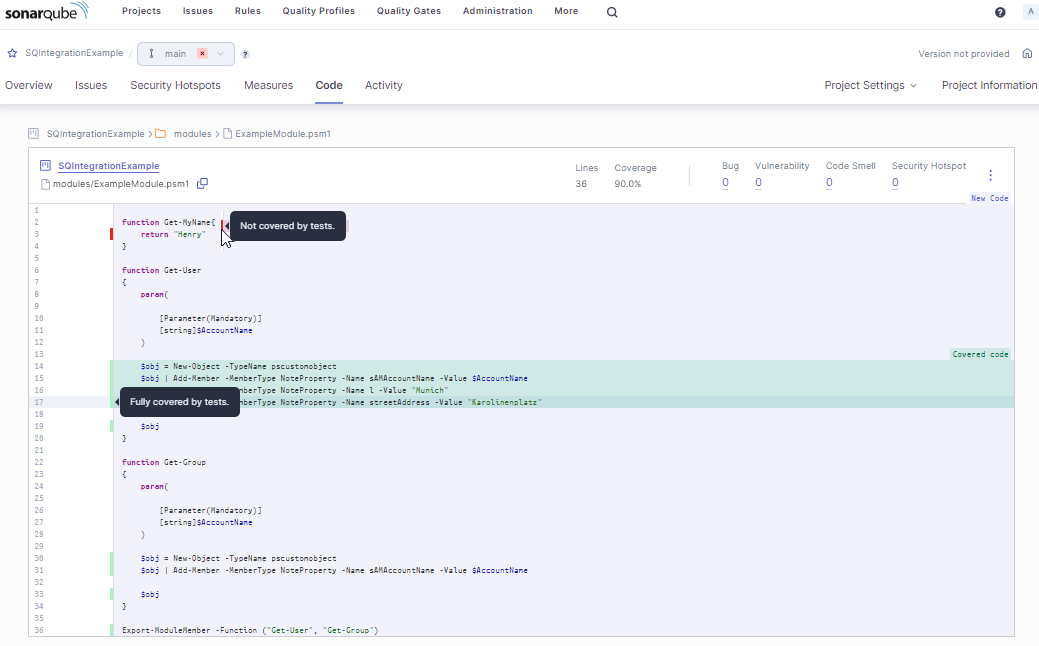 sonarqube Projects Issues Rules Quality Profiles Quality Gates Administration More ? A
SQIntegrationExample / main ? Version not provided
Overview Issues Security Hotspots Measures Code Activity Project Settings Project Information
SQIntegrationExample > modules > ExampleModule.psm1
SQIntegrationExample
modules/ExampleModule.psm1
Lines 36
Coverage 90.0%
Bug 0
Vulnerability 0
Code Smell 0
Security Hotspot 0
New Code
1
2 function Get-MyName{
Not covered by tests.
3 return "Henry"
4 }
5
6 function Get-User
7 {
8 param(
9
10 [Parameter(Mandatory)]
11 [string]$AccountName
12 )
13
Covered code
14 $obj = New-Object -TypeName pscustomobject
15 $obj | Add-Member -MemberType NoteProperty -Name sAMAccountName -Value $AccountName
16 mberType NoteProperty -Name l -Value "Munich"
Fully covered by tests.
17 mberType NoteProperty -Name streetAddress -Value "Karolinenplatz"
18
19 $obj
20 }
21
22 function Get-Group
23 {
24 param(
25
26 [Parameter(Mandatory)]
27 [string]$AccountName
28 )
29
30 $obj = New-Object -TypeName pscustomobject
31 $obj | Add-Member -MemberType NoteProperty -Name sAMAccountName -Value $AccountName
32
33 $obj
34 }
35
36 Export-ModuleMember -Function ("Get-User", "Get-Group")